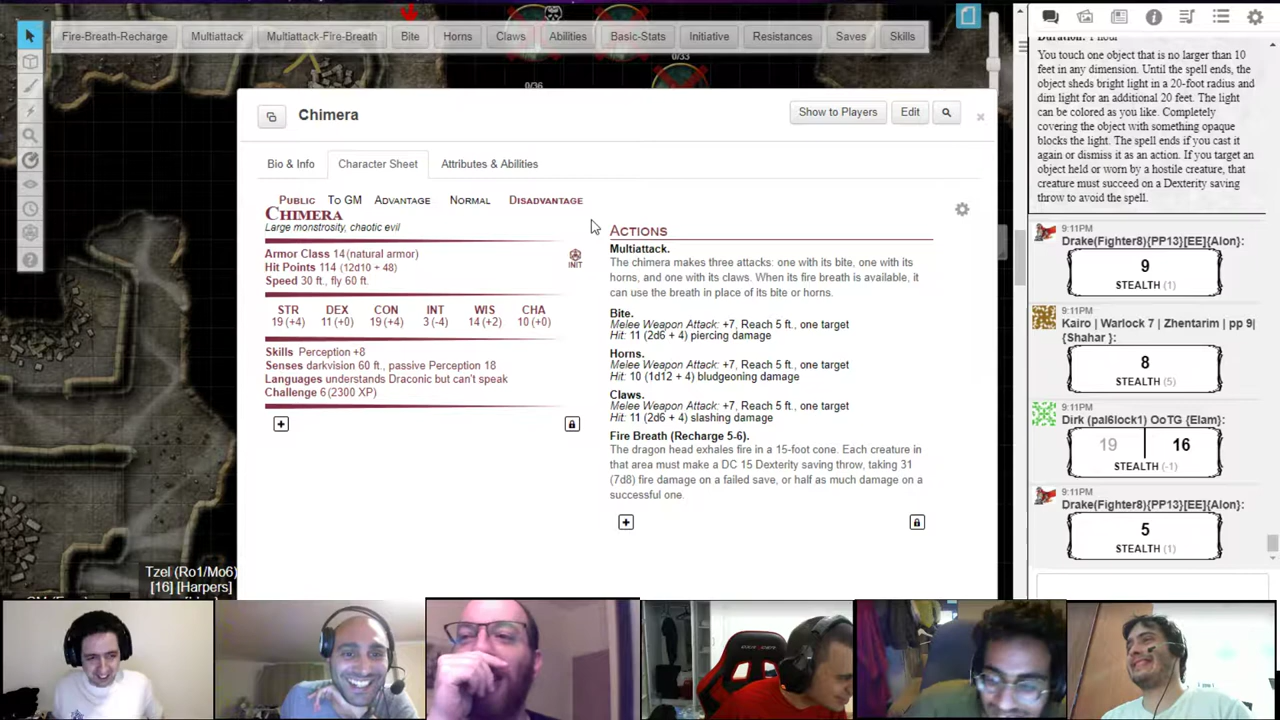 Fire-Breath-Recharge
Multiattack
Multiattack-Fire-Breath
Bite
Horns
Claws
Abilities
Basic-Stats
Initiative
Resistances
Saves
Skills
0/33
0/36
Chimera
Show to Players
Edit
Bio & Info
Character Sheet
Attributes & Abilities
PUBLIC
TO GM
ADVANTAGE
NORMAL
DISADVANTAGE
CHIMERA
Large monstrosity, chaotic evil
Armor Class 14 (natural armor)
Hit Points 114 (12d10 + 48)
Speed 30 ft., fly 60 ft.
INIT
STR DEX CON INT WIS CHA
19 (+4) 11 (+0) 19 (+4) 3 (-4) 14 (+2) 10 (+0)
Skills Perception +8
Senses darkvision 60 ft., passive Perception 18
Languages understands Draconic but can't speak
Challenge 6 (2300 XP)
ACTIONS
Multiattack.
The chimera makes three attacks: one with its bite, one with its
horns, and one with its claws. When its fire breath is available, it
can use the breath in place of its bite or horns.
Bite.
Melee Weapon Attack: +7, Reach 5 ft., one target
Hit: 11 (2d6 + 4) piercing damage
Horns.
Melee Weapon Attack: +7, Reach 5 ft., one target
Hit: 10 (1d12 + 4) bludgeoning damage
Claws.
Melee Weapon Attack: +7, Reach 5 ft., one target
Hit: 11 (2d6 + 4) slashing damage
Fire Breath (Recharge 5-6).
The dragon head exhales fire in a 15-foot cone. Each creature in
that area must make a DC 15 Dexterity saving throw, taking 31
(7d8) fire damage on a failed save, or half as much damage on a
successful one.
Tzel (Ro1/Mo6)
[16] [Harpers]
Duration: 1 hour
You touch one object that is no larger than 10
feet in any dimension. Until the spell ends, the
object sheds bright light in a 20-foot radius and
dim light for an additional 20 feet. The light
can be colored as you like. Completely
covering the object with something opaque
blocks the light. The spell ends if you cast it
again or dismiss it as an action. If you target an
object held or worn by a hostile creature, that
creature must succeed on a Dexterity saving
throw to avoid the spell.
9:11PM
Drake(Fighter8){PP13}[EE]{Alon}:
9
STEALTH (1)
9:11PM
Kairo | Warlock 7 | Zhentarim | pp 9|
{Shahar }:
8
STEALTH (5)
9:11PM
Dirk (pal6lock1) OoTG {Elam}:
19 16
STEALTH (-1)
9:11PM
Drake(Fighter8){PP13}[EE]{Alon}:
5
STEALTH (1)